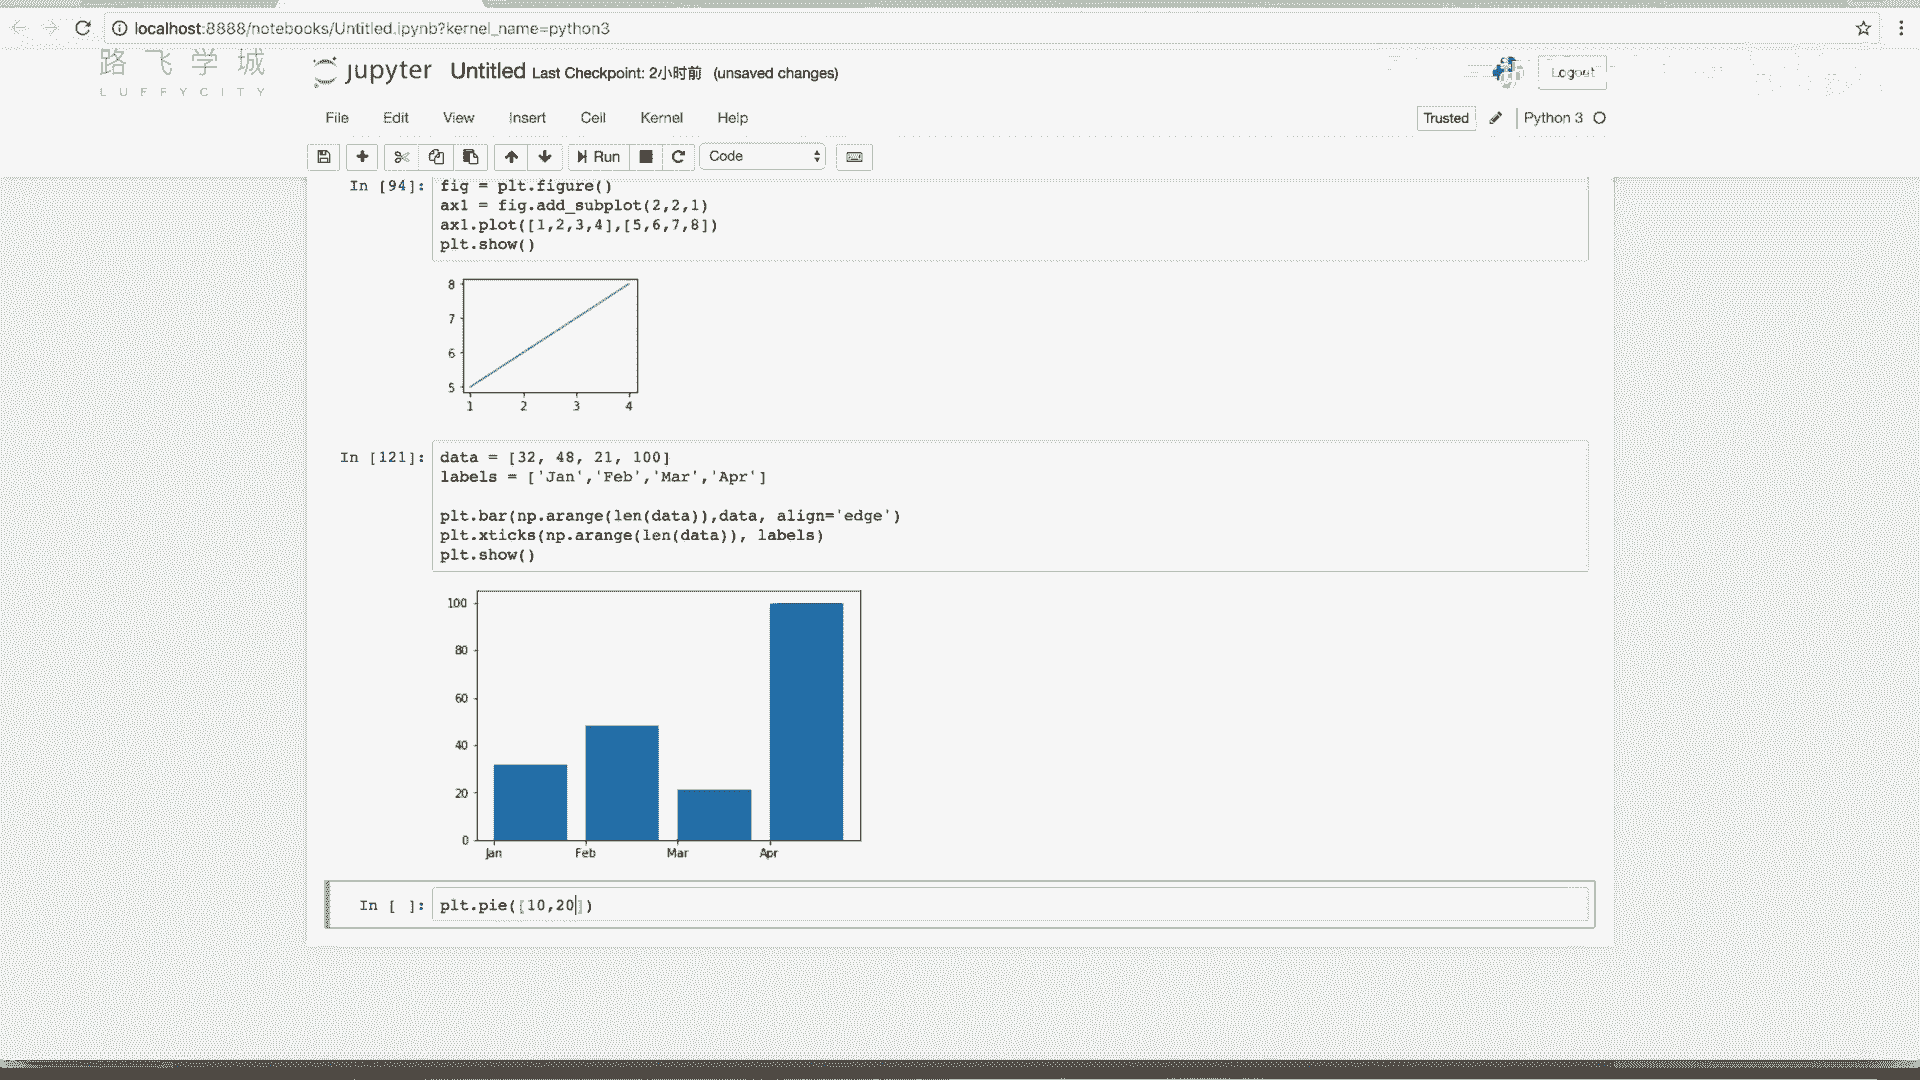 localhost:8888/notebooks/Untitled.ipynb?kernel_name=python3
路飞学城
LUFFYCITY
jupyter Untitled Last Checkpoint: 2小时前 (unsaved changes)
Logout
File Edit View Insert Cell Kernel Help
Trusted Python 3
Run Code
In [94]: fig = plt.figure()
ax1 = fig.add_subplot(2,2,1)
ax1.plot([1,2,3,4],[5,6,7,8])
plt.show()
8
7
6
5
1 2 3 4
In [121]: data = [32, 48, 21, 100]
labels = ['Jan','Feb','Mar','Apr']
plt.bar(np.arange(len(data)),data, align='edge')
plt.xticks(np.arange(len(data)), labels)
plt.show()
100
80
60
40
20
0
Jan Feb Mar Apr
In [ ]: plt.pie([10,20])